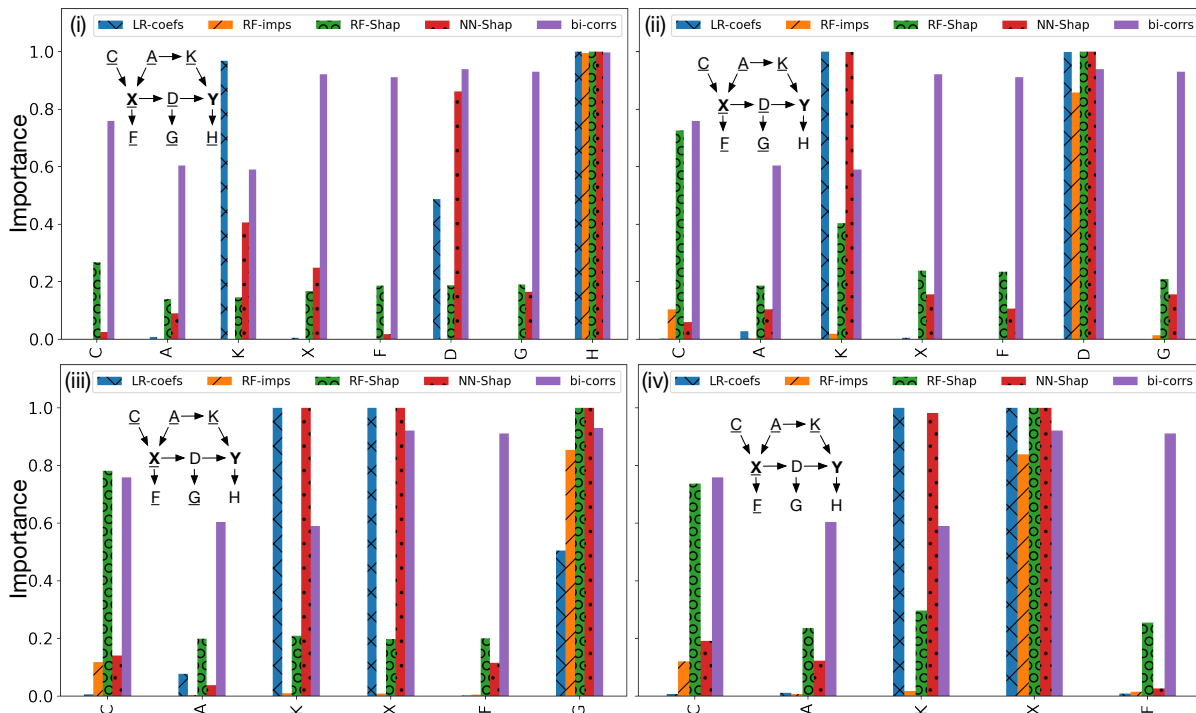 (i) LR-coefs RF-imps RF-Shap NN-Shap bi-corrs
C A K
X D Y
F G H
Importance
1.0
0.8
0.6
0.4
0.2
0.0
C A K X F D G H
(ii) LR-coefs RF-imps RF-Shap NN-Shap bi-corrs
C A K
X D Y
F G H
C A K X F D G
(iii) LR-coefs RF-imps RF-Shap NN-Shap bi-corrs
C A K
X D Y
F G H
Importance
1.0
0.8
0.6
0.4
0.2
0.0
C A K X F G
(iv) LR-coefs RF-imps RF-Shap NN-Shap bi-corrs
C A K
X D Y
F G H
C A K X F